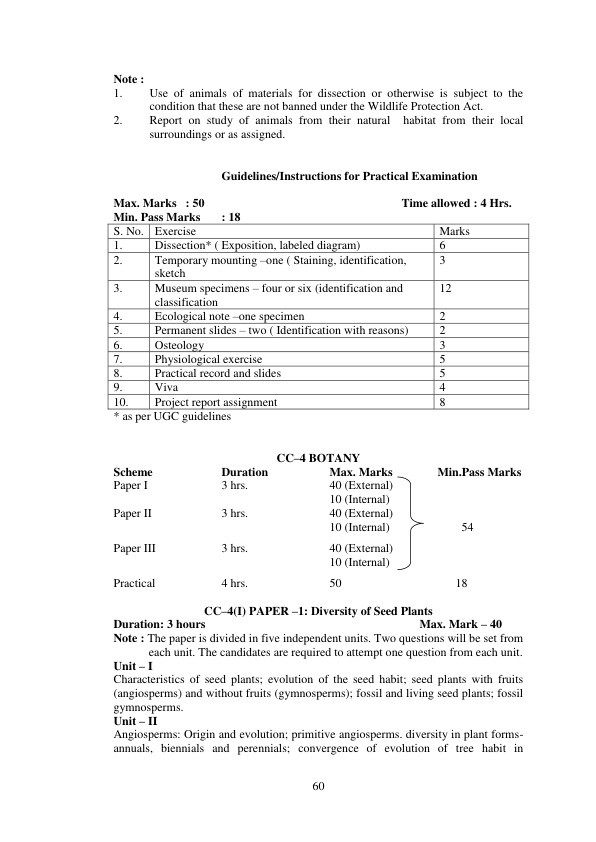 Note :
1. Use of animals of materials for dissection or otherwise is subject to the
condition that these are not banned under the Wildlife Protection Act.
2. Report on study of animals from their natural habitat from their local
surroundings or as assigned.
Guidelines/Instructions for Practical Examination
Max. Marks : 50 Time allowed : 4 Hrs.
Min. Pass Marks : 18
S. No. Exercise Marks
1. Dissection* ( Exposition, labeled diagram) 6
2. Temporary mounting –one ( Staining, identification, 3
sketch
3. Museum specimens – four or six (identification and 12
classification
4. Ecological note –one specimen 2
5. Permanent slides – two ( Identification with reasons) 2
6. Osteology 3
7. Physiological exercise 5
8. Practical record and slides 5
9. Viva 4
10. Project report assignment 8
* as per UGC guidelines
CC–4 BOTANY
Scheme Duration Max. Marks Min.Pass Marks
Paper I 3 hrs. 40 (External)
10 (Internal)
Paper II 3 hrs. 40 (External)
10 (Internal) 54
Paper III 3 hrs. 40 (External)
10 (Internal)
Practical 4 hrs. 50 18
CC–4(I) PAPER –1: Diversity of Seed Plants
Duration: 3 hours Max. Mark – 40
Note : The paper is divided in five independent units. Two questions will be set from
each unit. The candidates are required to attempt one question from each unit.
Unit – I
Characteristics of seed plants; evolution of the seed habit; seed plants with fruits
(angiosperms) and without fruits (gymnosperms); fossil and living seed plants; fossil
gymnosperms.
Unit – II
Angiosperms: Origin and evolution; primitive angiosperms. diversity in plant forms-
annuals, biennials and perennials; convergence of evolution of tree habit in
60